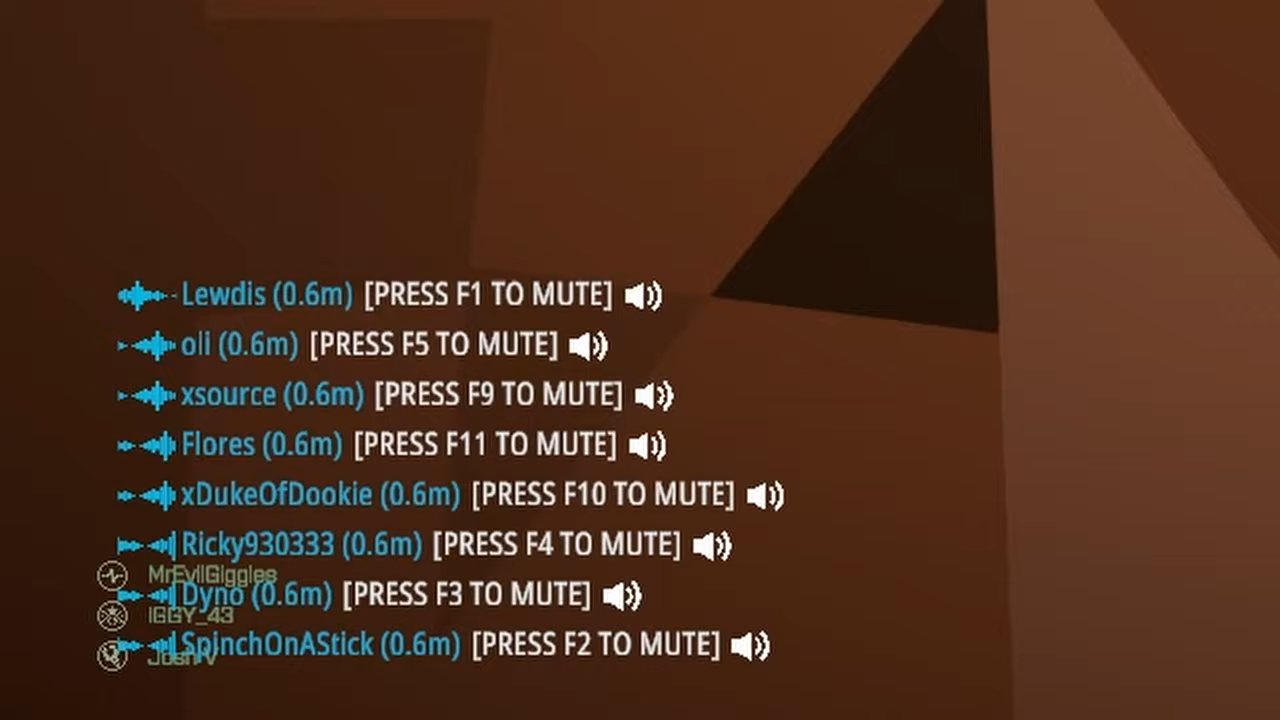 Lewdis (0.6m) [PRESS F1 TO MUTE]
oli (0.6m) [PRESS F5 TO MUTE]
xsource (0.6m) [PRESS F9 TO MUTE]
Flores (0.6m) [PRESS F11 TO MUTE]
xDukeOfDookie (0.6m) [PRESS F10 TO MUTE]
Ricky930333 (0.6m) [PRESS F4 TO MUTE]
MrEvilGiggles
Dyno (0.6m) [PRESS F3 TO MUTE]
IGGY_43
SpinchOnAStick (0.6m) [PRESS F2 TO MUTE]